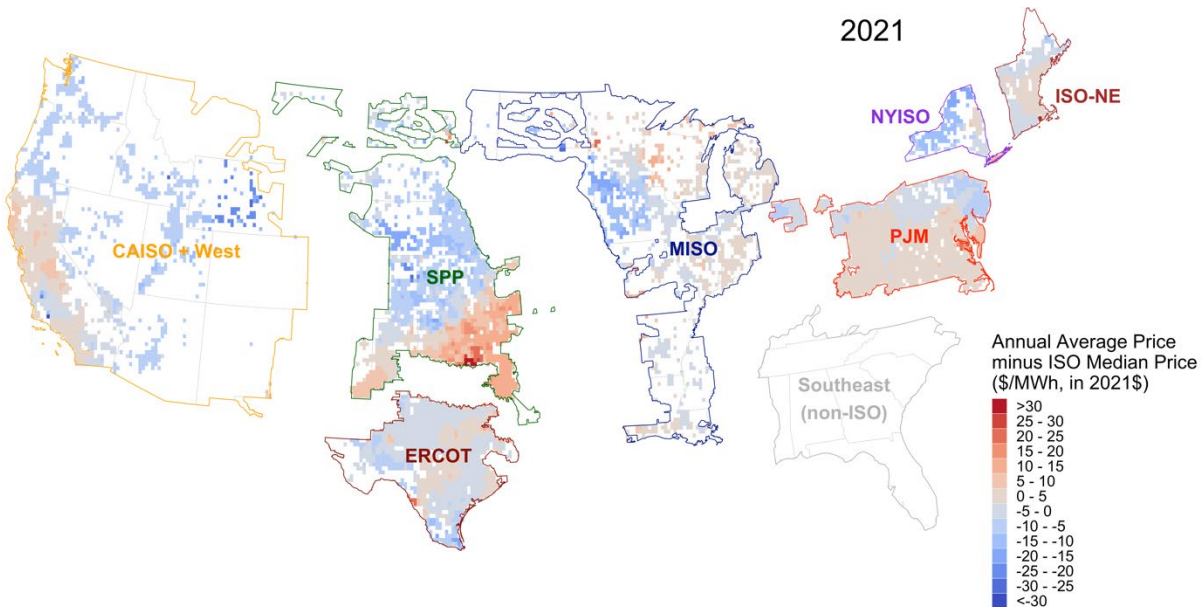 2021
ISO-NE
NYISO
CAISO + West
SPP
MISO
PJM
ERCOT
Southeast
(non-ISO)
Annual Average Price
minus ISO Median Price
($/MWh, in 2021$)
>30
25 - 30
20 - 25
15 - 20
10 - 15
5 - 10
0 - 5
-5 - 0
-10 - -5
-15 - -10
-20 - -15
-25 - -20
-30 - -25
<-30